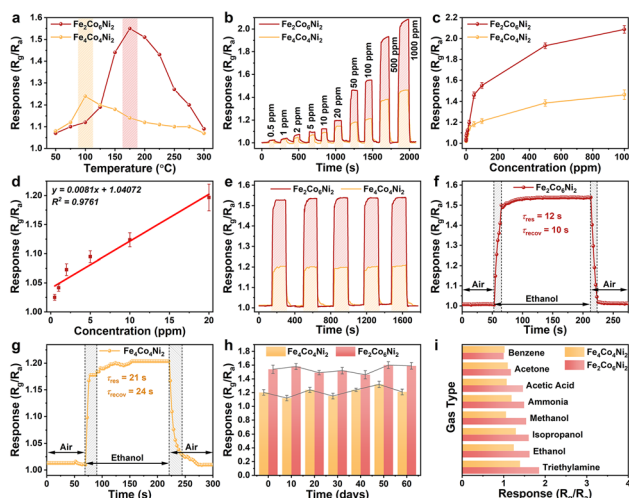 a
Fe2Co6Ni2
Fe4Co4Ni2
Response (Rg/Ra)
1.6
1.5
1.4
1.3
1.2
1.1
1.0
50 100 150 200 250 300
Temperature (°C)
b
Fe2Co6Ni2
Fe4Co4Ni2
0.5 ppm
1 ppm
2 ppm
5 ppm
10 ppm
20 ppm
50 ppm
100 ppm
500 ppm
1000 ppm
Response (Rg/Ra)
2.0
1.8
1.6
1.4
1.2
1.0
0 500 1000 1500 2000
Time (s)
c
Fe2Co6Ni2
Fe4Co4Ni2
Response (Rg/Ra)
2.2
2.0
1.8
1.6
1.4
1.2
1.0
0 200 400 600 800 1000
Concentration (ppm)
d
y = 0.0081x + 1.04072
R² = 0.9761
Response (Rg/Ra)
1.20
1.15
1.10
1.05
1.00
0 5 10 15 20
Concentration (ppm)
e
Fe2Co6Ni2 Fe4Co4Ni2
Response (Rg/Ra)
1.6
1.5
1.4
1.3
1.2
1.1
1.0
0 400 800 1200 1600
Time (s)
f
Fe2Co6Ni2
τres = 12 s
τrecov = 10 s
Air
Ethanol
Air
Response (Rg/Ra)
1.6
1.5
1.4
1.3
1.2
1.1
1.0
0 50 100 150 200 250
Time (s)
g
Fe4Co4Ni2
τres = 21 s
τrecov = 24 s
Air
Ethanol
Air
Response (Rg/Ra)
1.20
1.15
1.10
1.05
1.00
0 50 100 150 200 250 300
Time (s)
h
Fe4Co4Ni2 Fe2Co6Ni2
Response (Rg/Ra)
1.8
1.6
1.4
1.2
1.0
0.8
0.6
0.4
0 10 20 30 40 50 60
Time (days)
i
Fe4Co4Ni2
Fe2Co6Ni2
Gas Type
Benzene
Acetone
Acetic Acid
Ammonia
Methanol
Isopropanol
Ethanol
Triethylamine
0 1 2 3 4
Response (Rg/Ra)